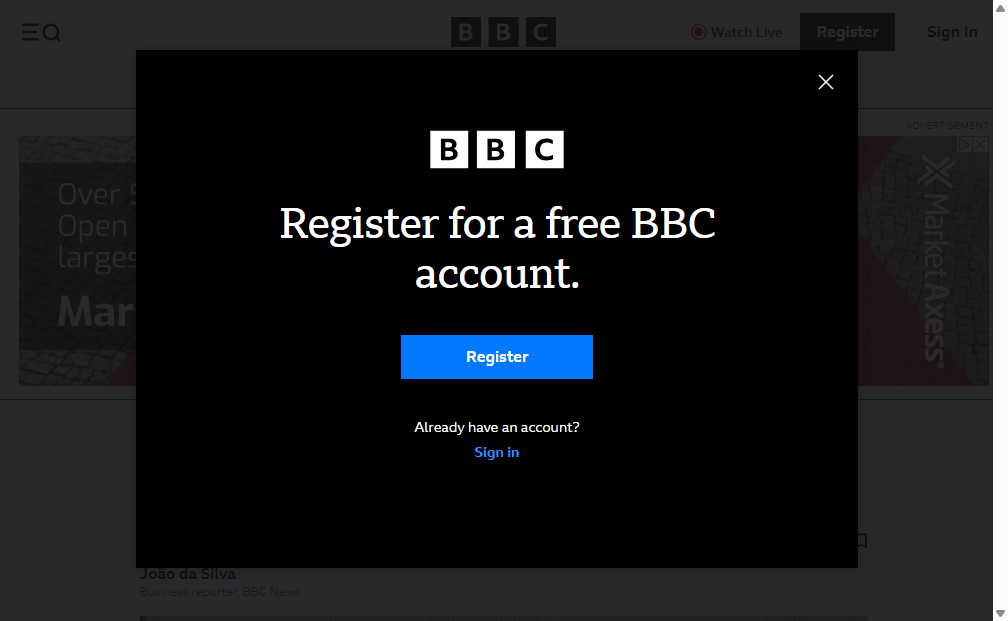 BBC
Watch Live
Register
Sign In
ADVERTISEMENT
Over
Open
larges
Mar
MarketAxess®
BBC
Register for a free BBC
account.
Register
Already have an account?
Sign in
João da Silva
Business reporter, BBC News